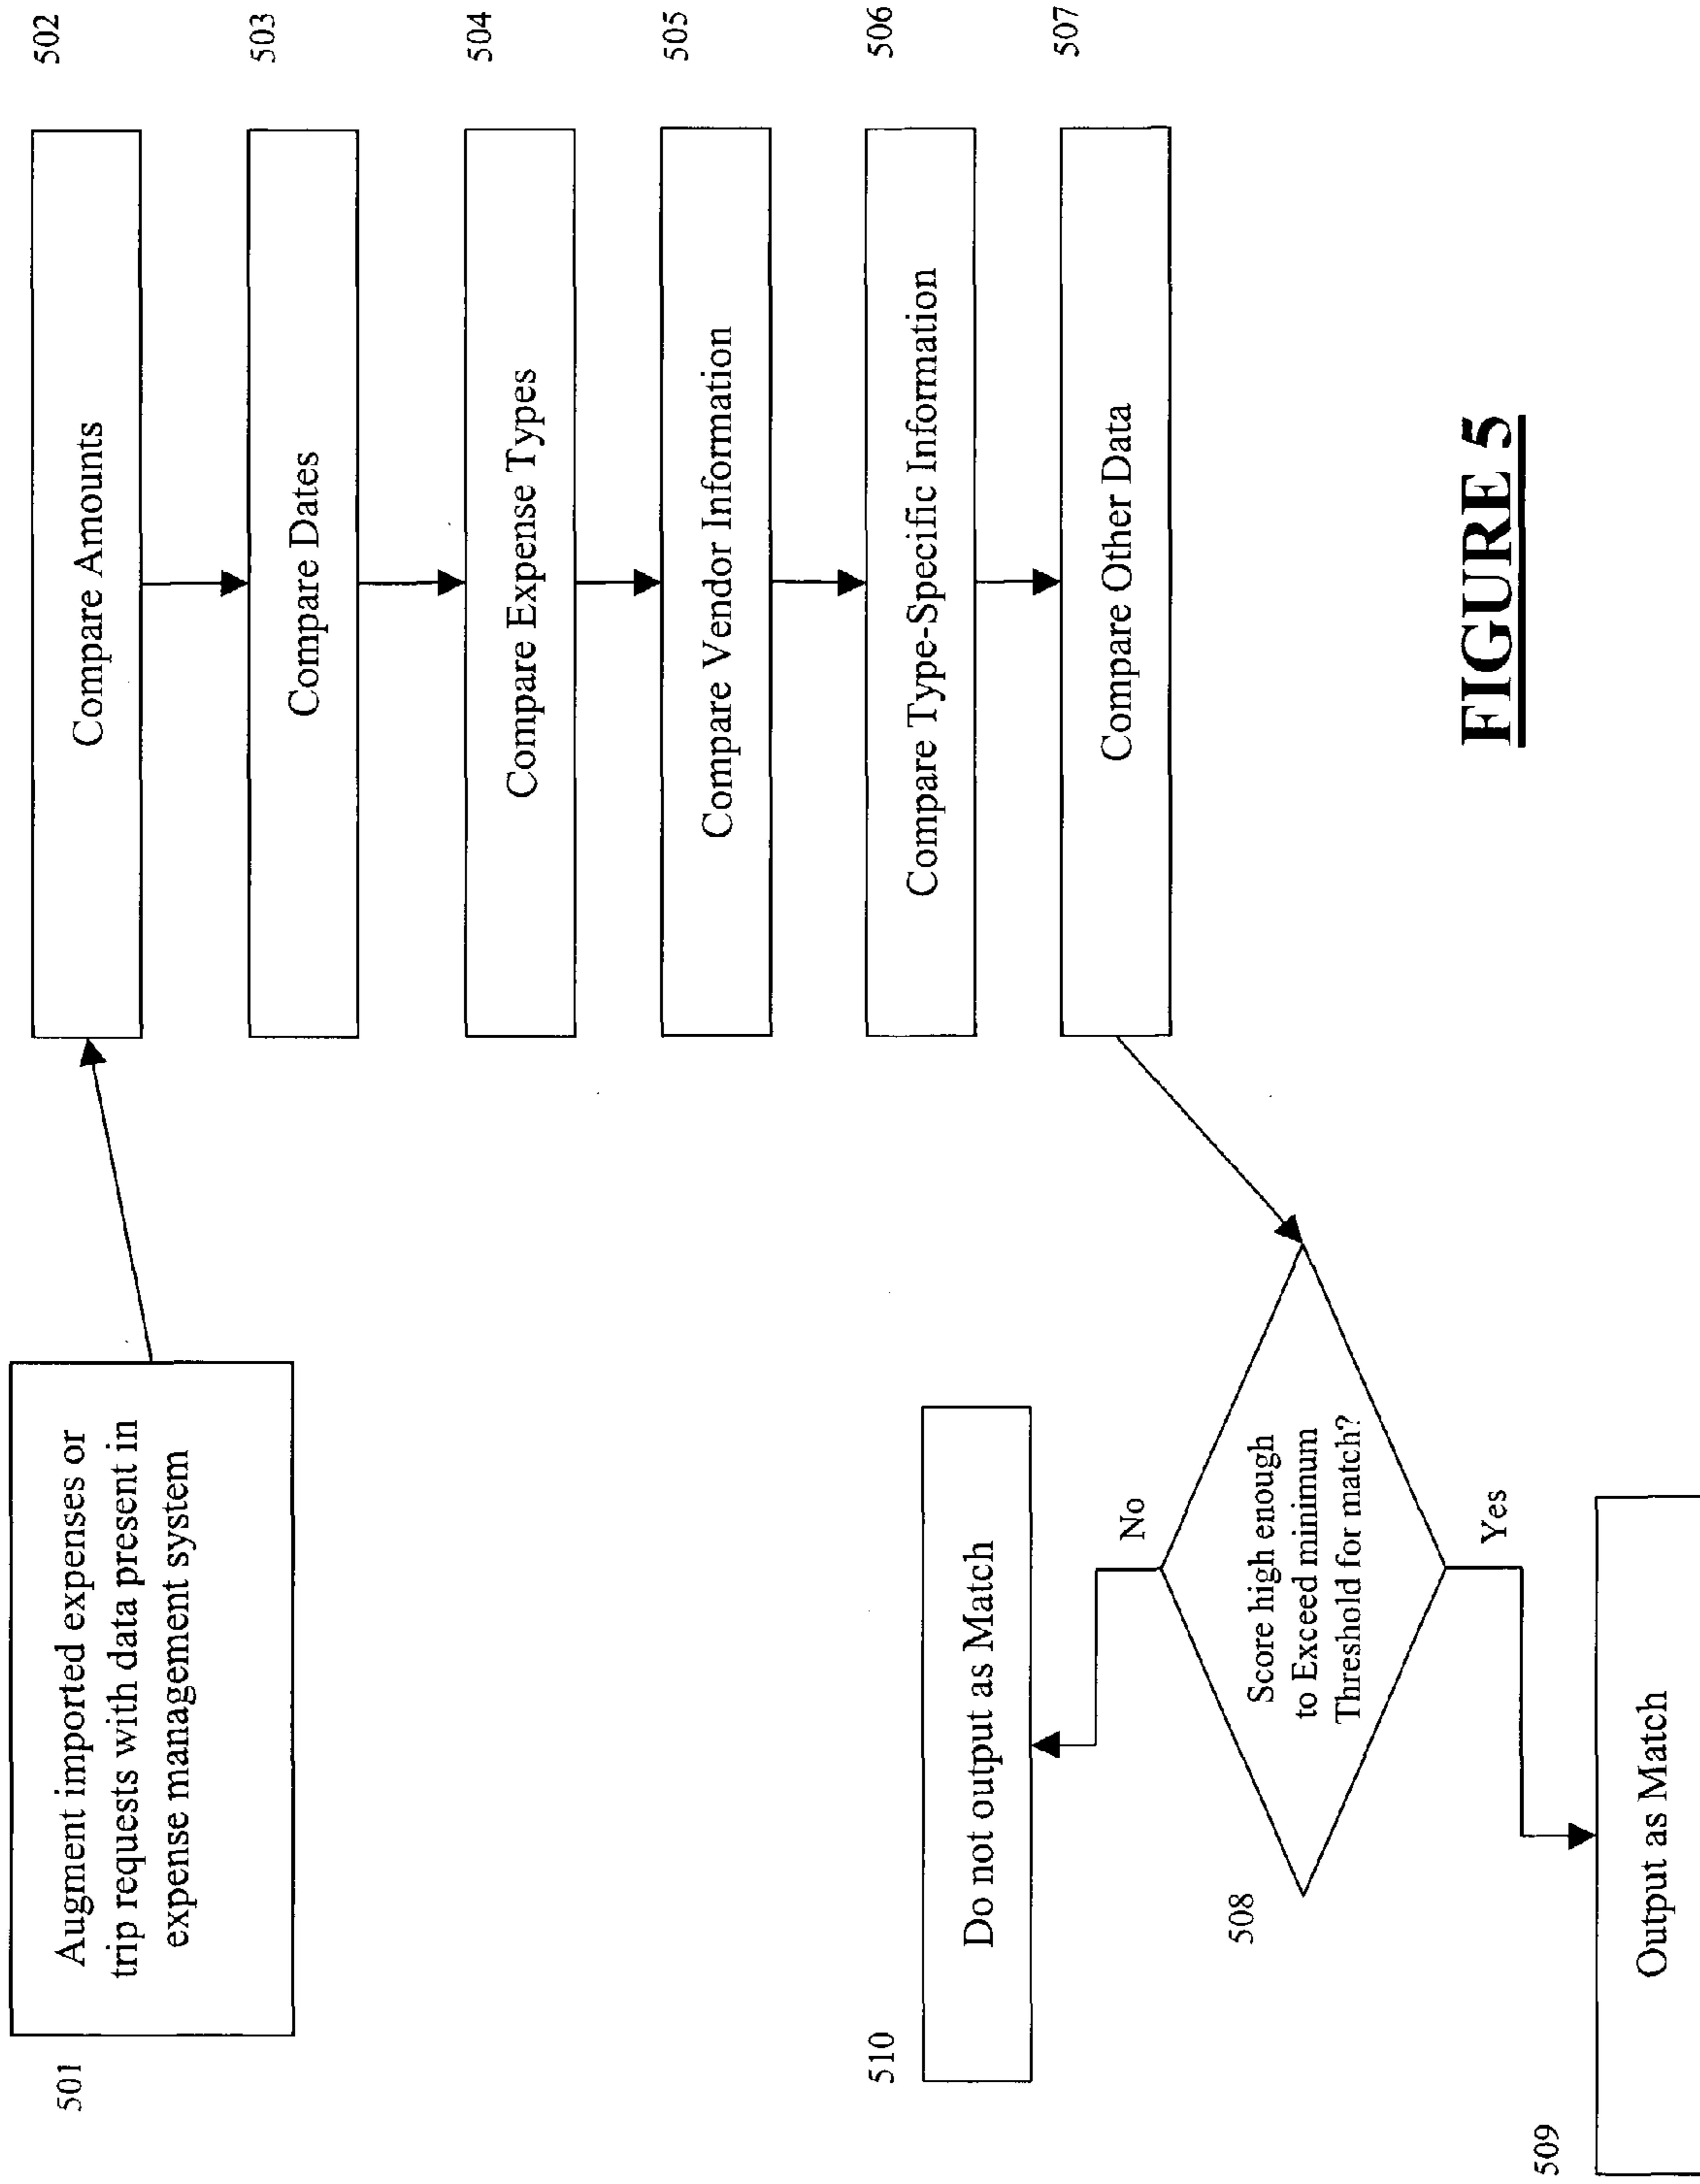 501
Augment imported expenses or
trip requests with data present in
expense management system
Compare Amounts
502
Compare Dates
503
Compare Expense Types
504
Compare Vendor Information
505
Compare Type-Specific Information
506
Compare Other Data
507
508
Score high enough
to Exceed minimum
Threshold for match?
No
Yes
510
Do not output as Match
509
Output as Match
FIGURE 5